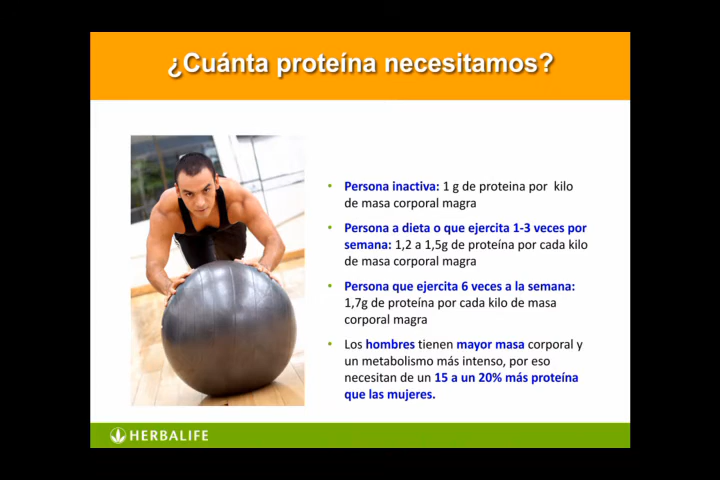 ¿Cuánta proteína necesitamos?
• Persona inactiva: 1 g de proteina por kilo
de masa corporal magra
• Persona a dieta o que ejercita 1-3 veces por
semana: 1,2 a 1,5g de proteína por cada kilo
de masa corporal magra
• Persona que ejercita 6 veces a la semana:
1,7g de proteína por cada kilo de masa
corporal magra
• Los hombres tienen mayor masa corporal y
un metabolismo más intenso, por eso
necesitan de un 15 a un 20% más proteína
que las mujeres.
HERBALIFE